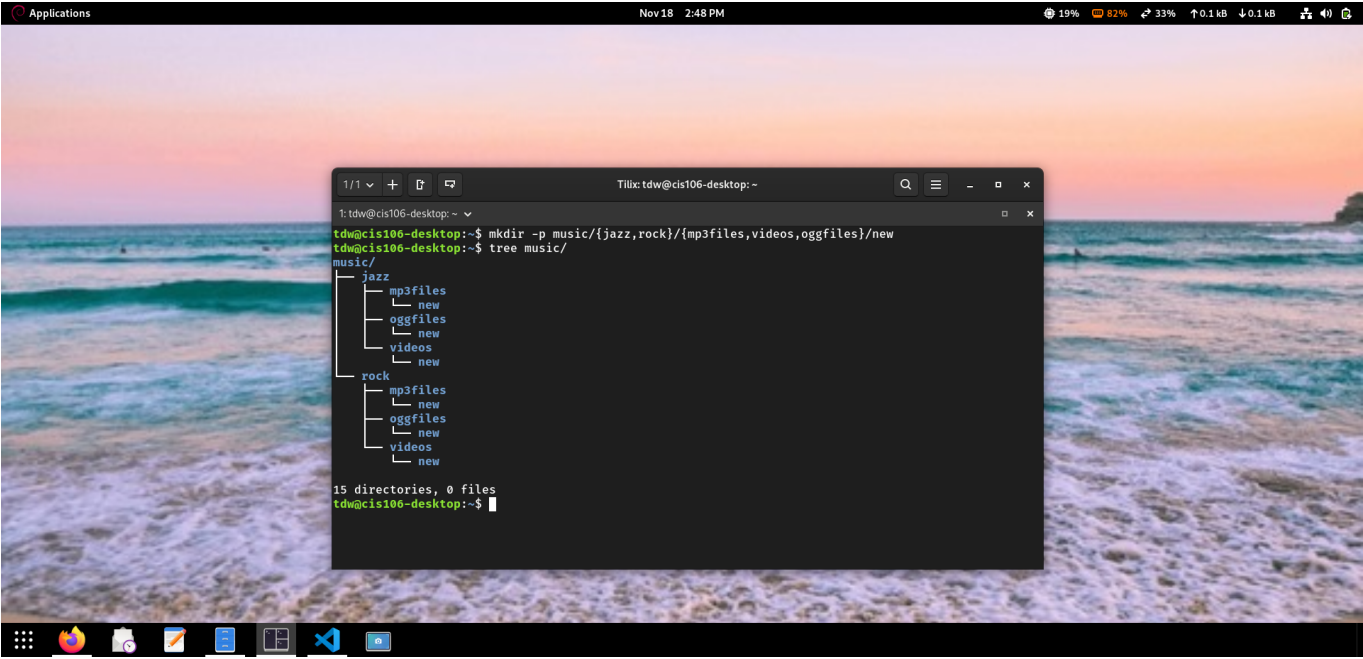 Applications
Nov 18 2:48 PM
19% 82% 33% ↑0.1 kB ↓0.1 kB
1/1
Tilix: tdw@cis106-desktop: ~
1: tdw@cis106-desktop: ~
tdw@cis106-desktop:~$ mkdir -p music/{jazz,rock}/{mp3files,videos,oggfiles}/new
tdw@cis106-desktop:~$ tree music/
music/
├── jazz
│   ├── mp3files
│   │   └── new
│   ├── oggfiles
│   │   └── new
│   └── videos
│       └── new
└── rock
    ├── mp3files
    │   └── new
    ├── oggfiles
    │   └── new
    └── videos
        └── new
15 directories, 0 files
tdw@cis106-desktop:~$